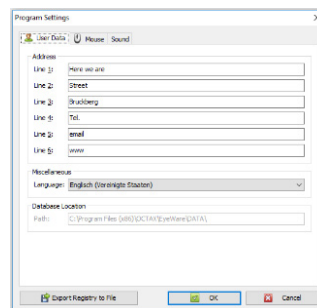 Program Settings
User Data Mouse Sound
Address
Line 1: Here we are
Line 2: Street
Line 3: Bruckberg
Line 4: Tel.
Line 5: email
Line 6: www
Miscellaneous
Language: Englisch (Vereinigte Staaten)
Database Location
Path: C:\Program Files (x86)\OCTAV\EyeWare\DATA\
Export Registry to File OK Cancel